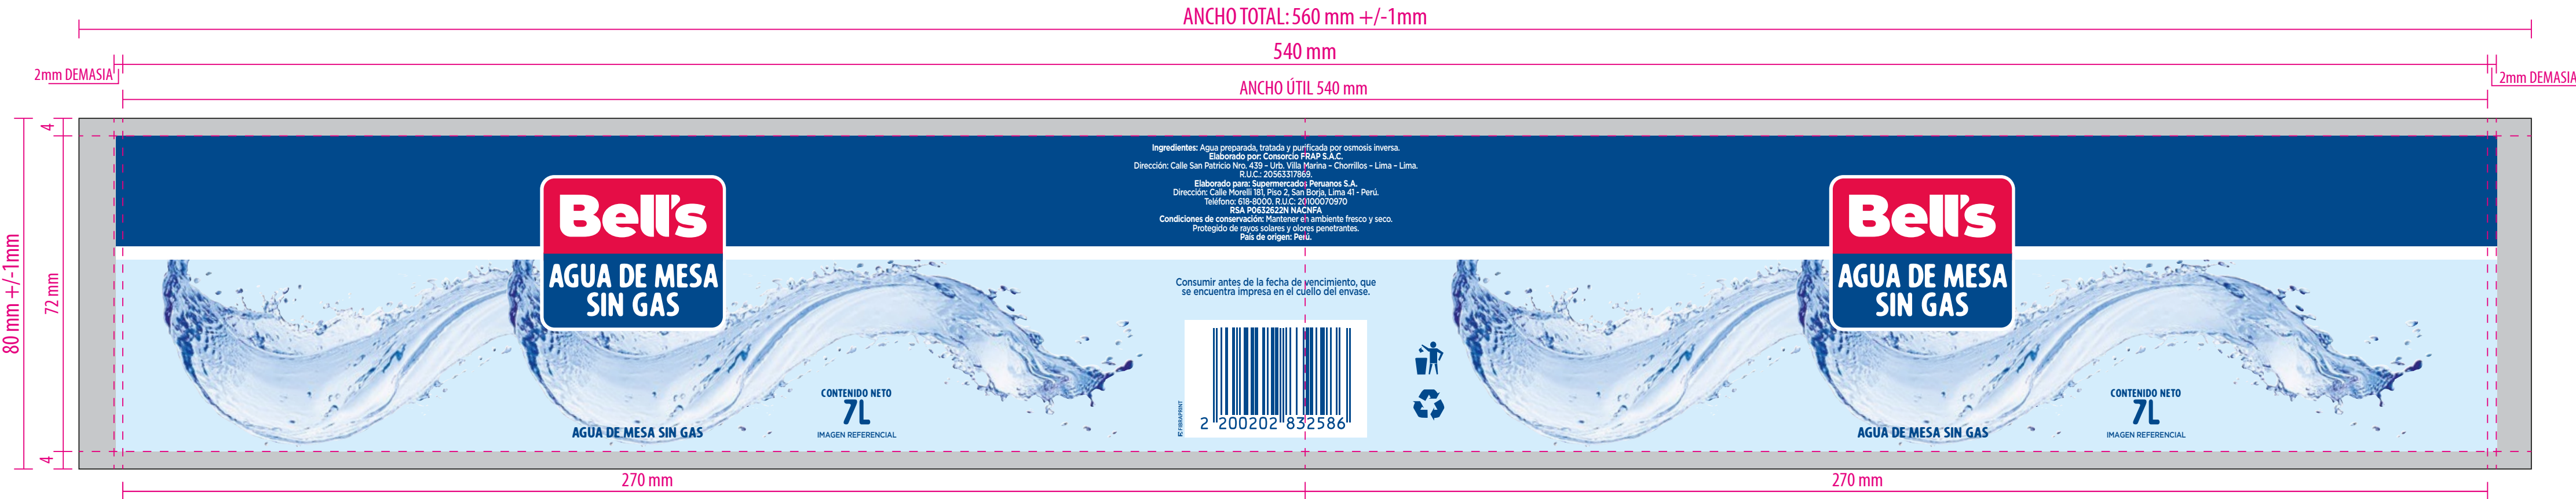 ANCHO TOTAL: 560 mm +/-1mm
540 mm
2mm DEMASIA
2mm DEMASIA
ANCHO ÚTIL 540 mm
4
80 mm +/-1mm
72 mm
4
Bell's
AGUA DE MESA
SIN GAS
CONTENIDO NETO
7L
IMAGEN REFERENCIAL
AGUA DE MESA SIN GAS
Ingredientes: Agua preparada, tratada y purificada por osmosis inversa.
Elaborado por: Consorcio FRAP S.A.C.
Dirección: Calle San Patricio Nro. 439 – Urb. Villa Marina – Chorrillos – Lima – Lima.
R.U.C.: 20563317869.
Elaborado para: Supermercados Peruanos S.A.
Dirección: Calle Morelli 181, Piso 2, San Borja, Lima 41 - Perú.
Teléfono: 618-8000. R.U.C: 20100070970
RSA P0632622N NACNFA
Condiciones de conservación: Mantener en ambiente fresco y seco.
Protegido de rayos solares y olores penetrantes.
País de origen: Perú.
Consumir antes de la fecha de vencimiento, que
se encuentra impresa en el cuello del envase.
FIBRAPRINT
2 200202 832586
Bell's
AGUA DE MESA
SIN GAS
CONTENIDO NETO
7L
IMAGEN REFERENCIAL
AGUA DE MESA SIN GAS
270 mm
270 mm